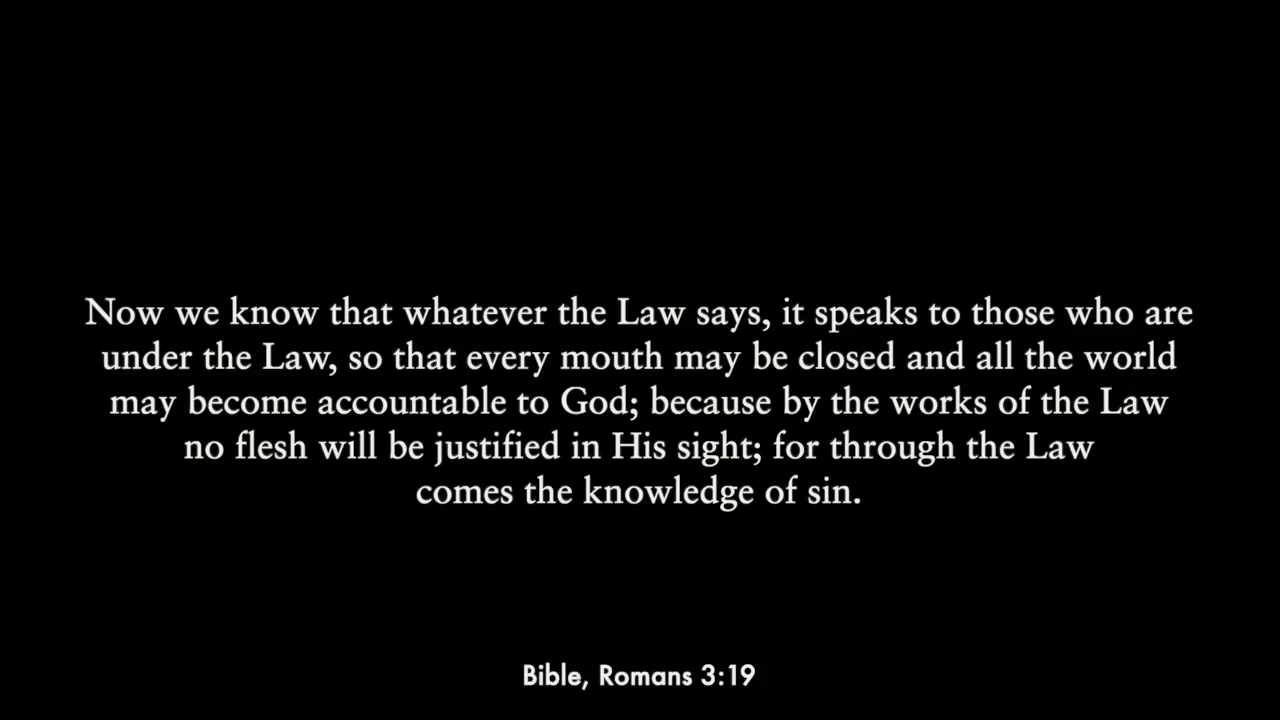 Now we know that whatever the Law says, it speaks to those who are
under the Law, so that every mouth may be closed and all the world
may become accountable to God; because by the works of the Law
no flesh will be justified in His sight; for through the Law
comes the knowledge of sin.
Bible, Romans 3:19